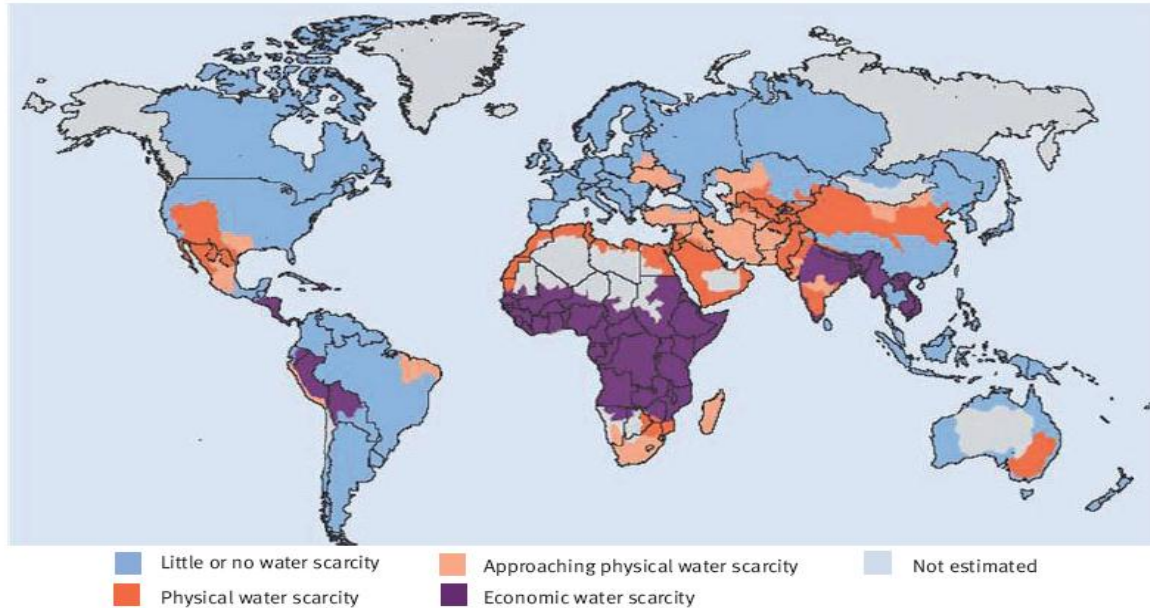 Little or no water scarcity
Approaching physical water scarcity
Not estimated
Physical water scarcity
Economic water scarcity